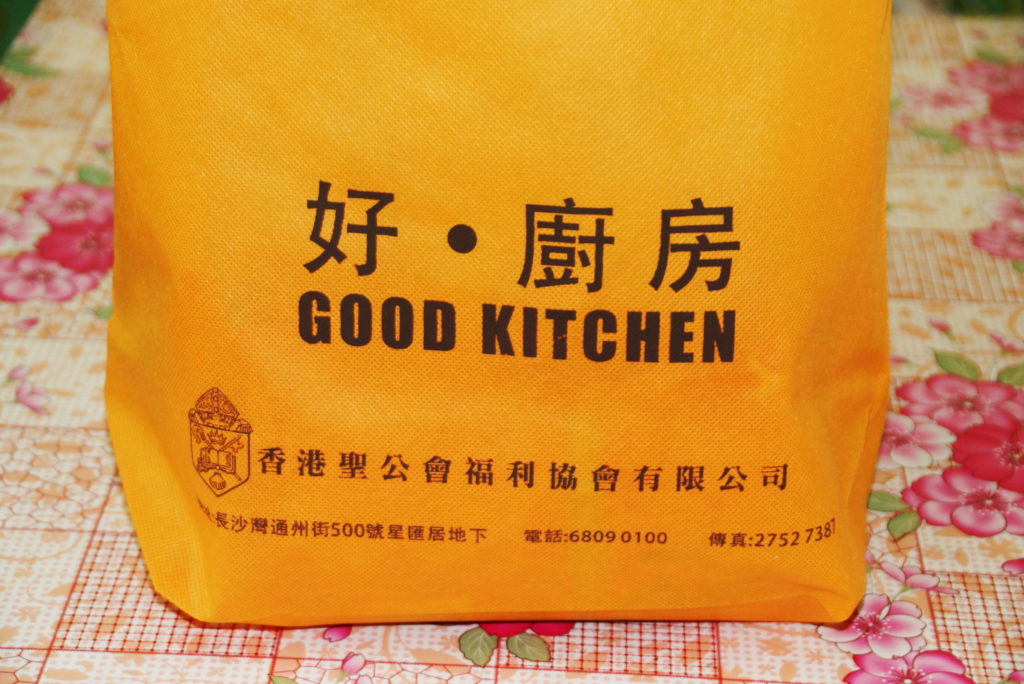 好·廚房
GOOD KITCHEN
香港聖公會福利協會有限公司
長沙灣通州街500號星匯居地下 電話:6809 0100 傳真:2752 7387